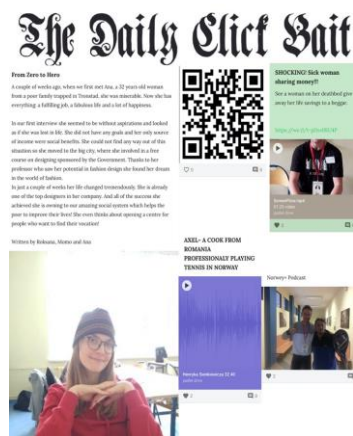 The Daily Click Bait
From Zero to Hero
A couple of weeks ago, when we first met Ana, a 32 years old woman
from a poor family trapped in Tromstad, she was miserable. Now she has
everything: a fulfilling job, a fabulous life and a lot of happiness.
In our first interview she seemed to be without aspirations and looked
as if she was lost in life. She did not have any goals and her only source
of income were social benefits. She could not find any way out of this
situation so she moved to the big city, where she involved in a free
course on designing sponsored by the Government. Thanks to her
professor who saw her potential in fashion design she found her dream
in the world of fashion.
In just a couple of weeks her life changed tremendously. She is already
one of the top designers in her company. And all of the success she
achieved she is owning to our amazing social system which helps the
poor to improve their lives! She even thinks about opening a centre for
people who want to find their vocation!
Written by Roksana, Momo and Ana
SHOCKING! Sick woman
sharing money!!!
See a woman on her deathbed give
away her life savings to a beggar.
AXEL- A COOK FROM
ROMANIA
PROFESSIONALY PLAYING
TENNIS IN NORWAY
Norwey+ Podcast